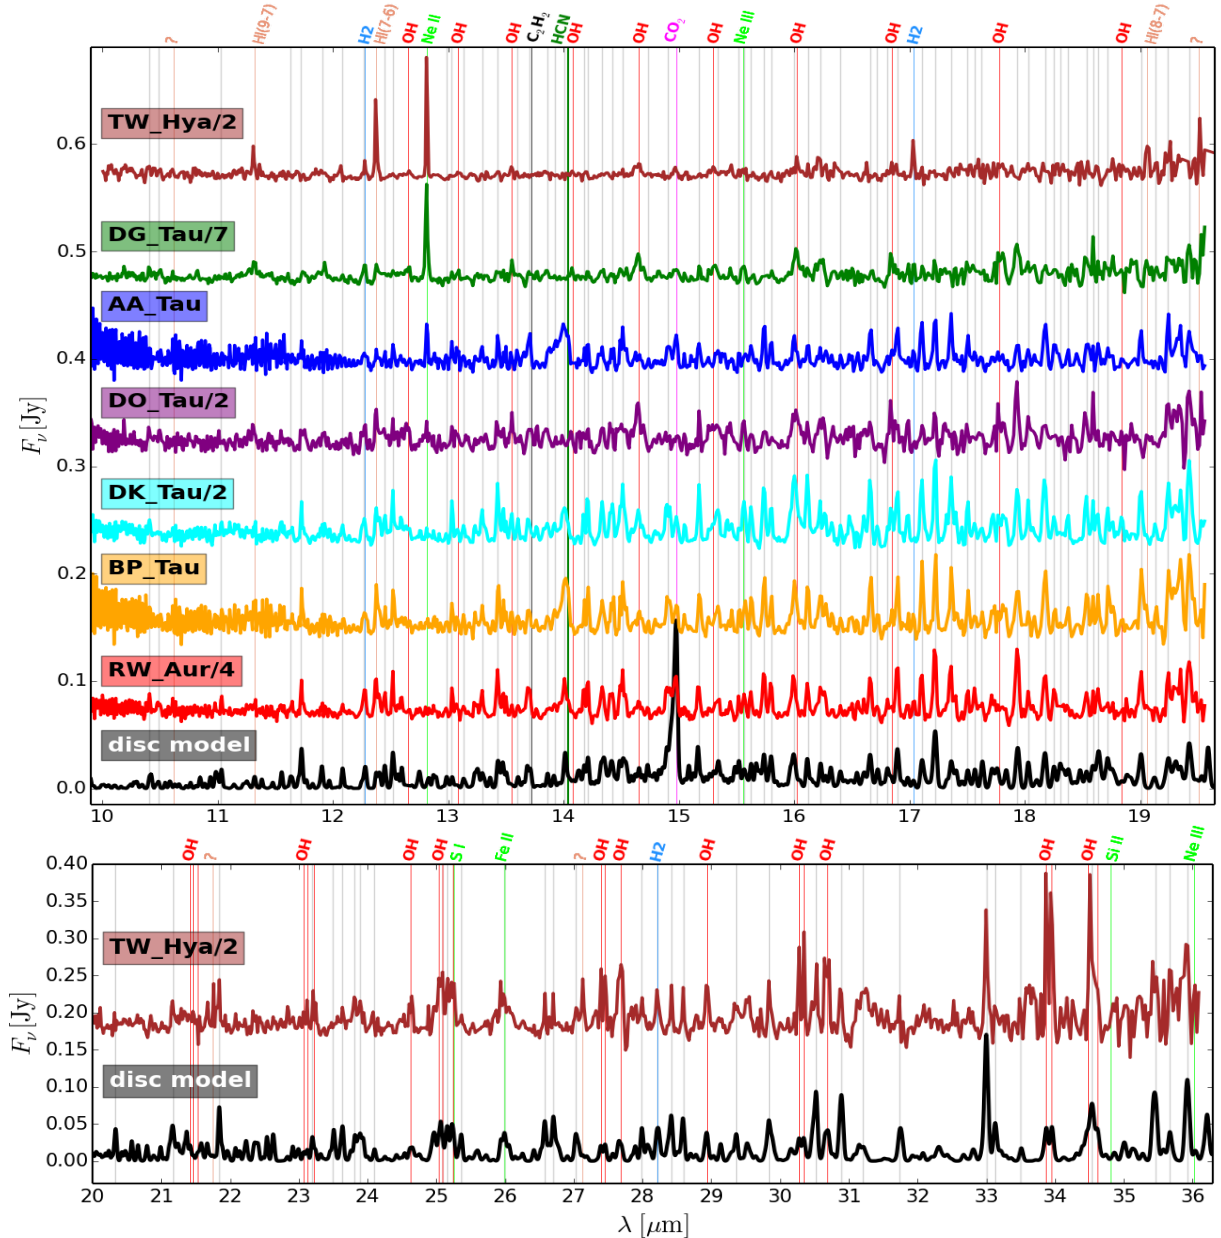 ? HI(9-7) H2 HI(7-6) OH Ne II OH OH C₂H₂ HCN OH OH CO₂ OH Ne III OH OH H2 OH OH HI(8-7) ?
TW_Hya/2
0.6
DG_Tau/7
0.5
AA_Tau
0.4
DO_Tau/2
Fν [Jy]
0.3
DK_Tau/2
BP_Tau
0.2
RW_Aur/4
0.1
disc model
0.0
10 11 12 13 14 15 16 17 18 19
OH ? OH OH OH S I Fe II ? OH OH H2 OH OH OH OH OH Si II Ne III
0.40
0.35
0.30
TW_Hya/2
0.25
0.20
Fν [Jy]
0.15
disc model
0.10
0.05
0.00
20 21 22 23 24 25 26 27 28 29 30 31 32 33 34 35 36
λ [μm]